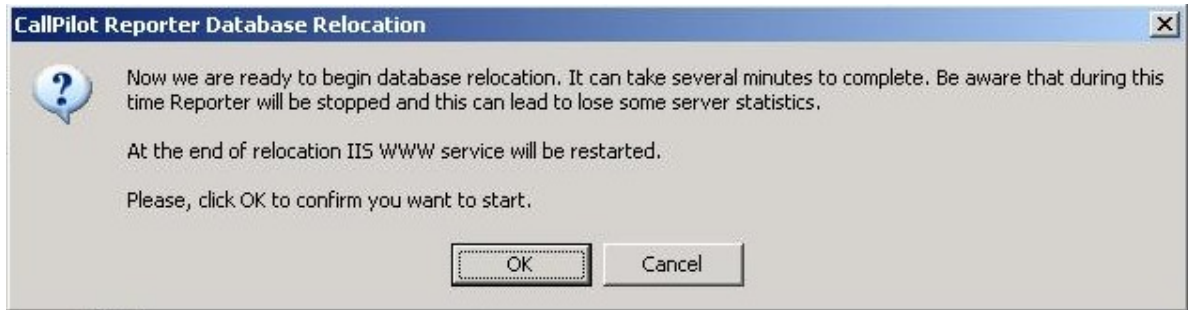 CallPilot Reporter Database Relocation
Now we are ready to begin database relocation. It can take several minutes to complete. Be aware that during this
time Reporter will be stopped and this can lead to lose some server statistics.
At the end of relocation IIS WWW service will be restarted.
Please, click OK to confirm you want to start.
OK
Cancel